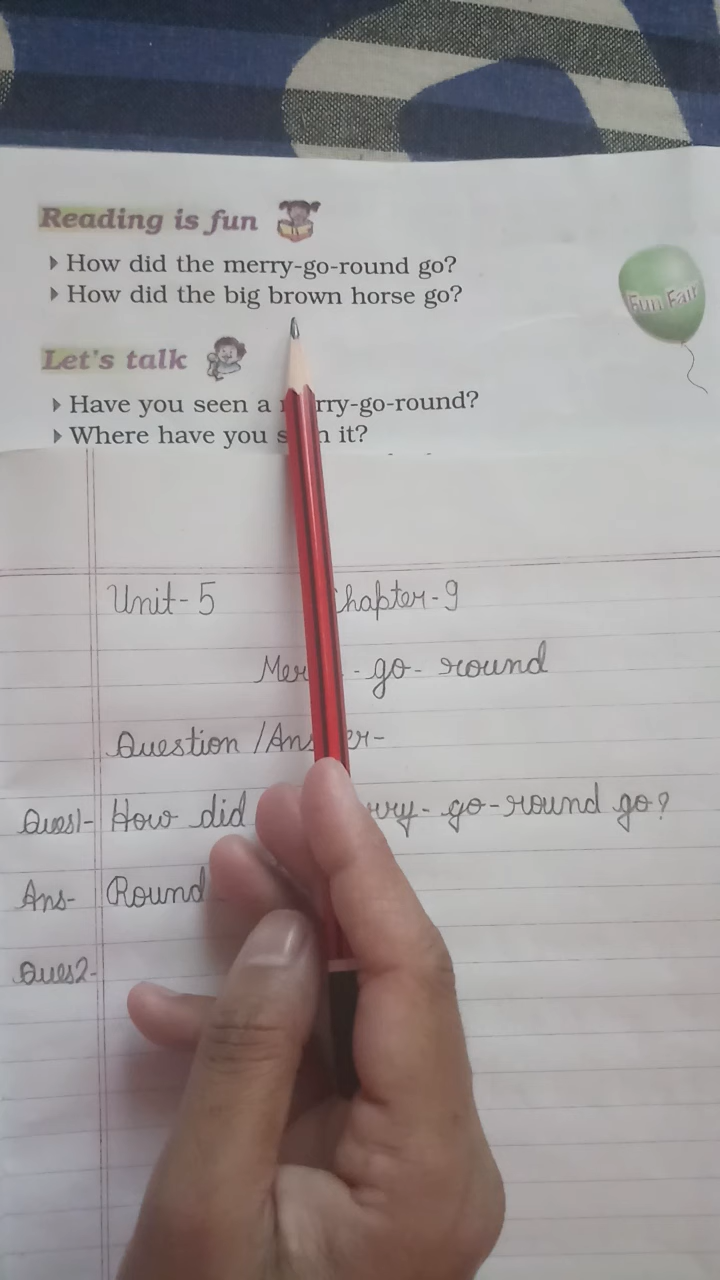 Reading is fun
How did the merry-go-round go?
How did the big brown horse go?
Fun Fair
Let's talk
Have you seen a rry-go-round?
Where have you s n it?
Unit-5 hapter-9
Mer -go-round
Question /Ans er-
Ques1- How did rry-go-round go?
Ans- Round
Ques2-